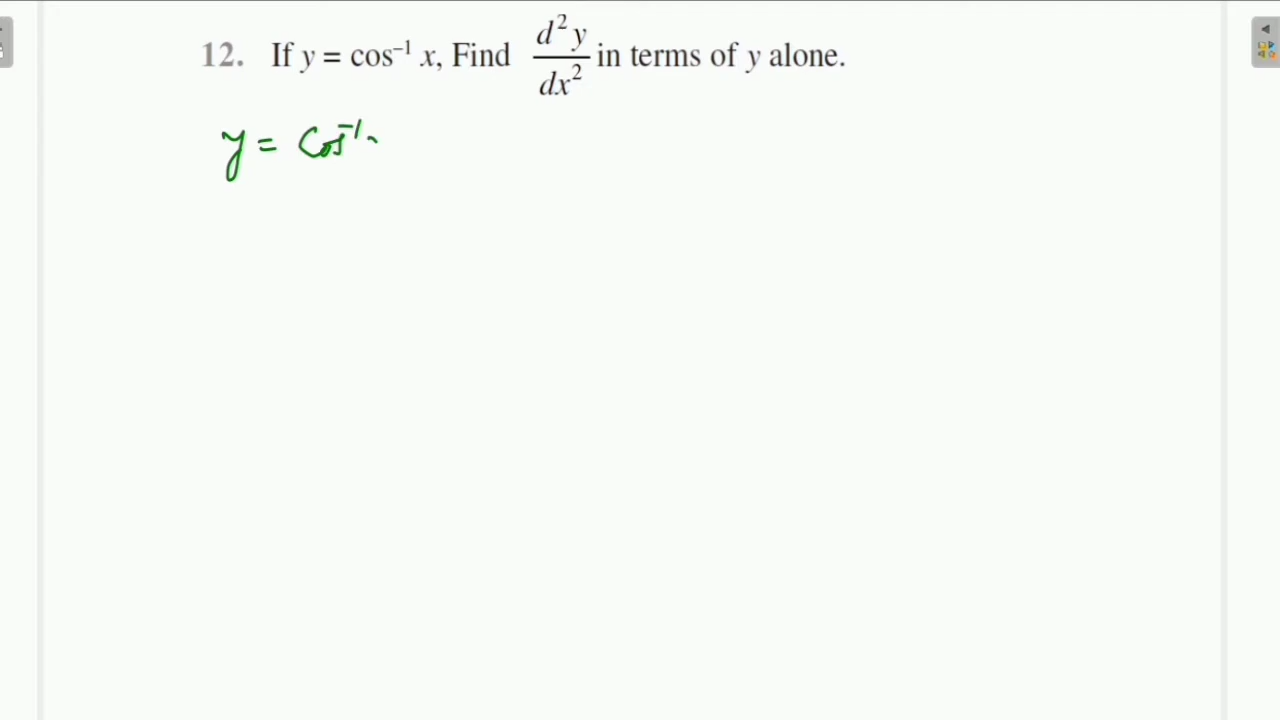 12. If y = cos⁻¹ x, Find d²y/dx² in terms of y alone.
y = Cos⁻¹